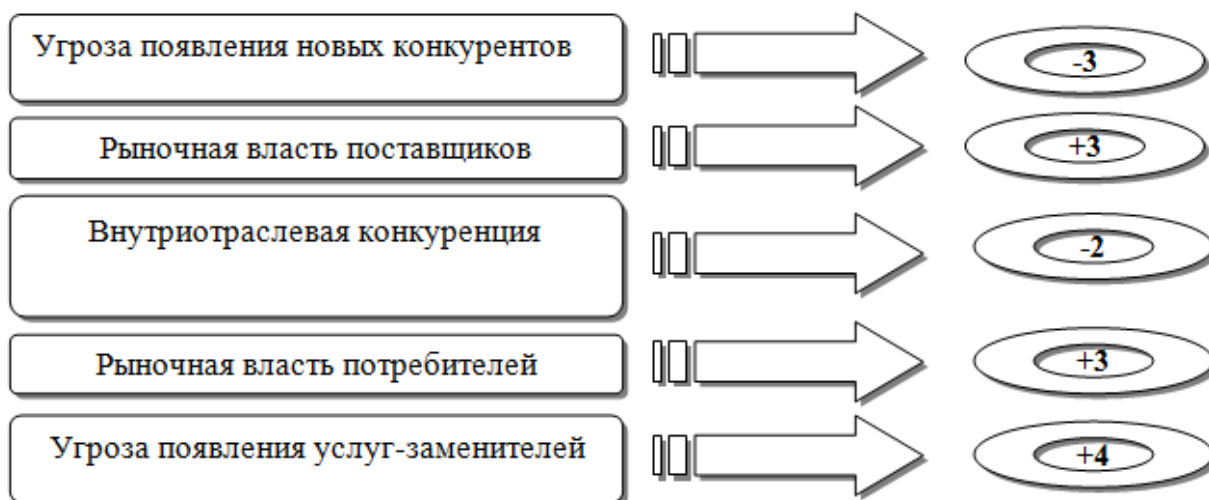 Угроза появления новых конкурентов
-3
Рыночная власть поставщиков
+3
Внутриотраслевая конкуренция
-2
Рыночная власть потребителей
+3
Угроза появления услуг-заменителей
+4